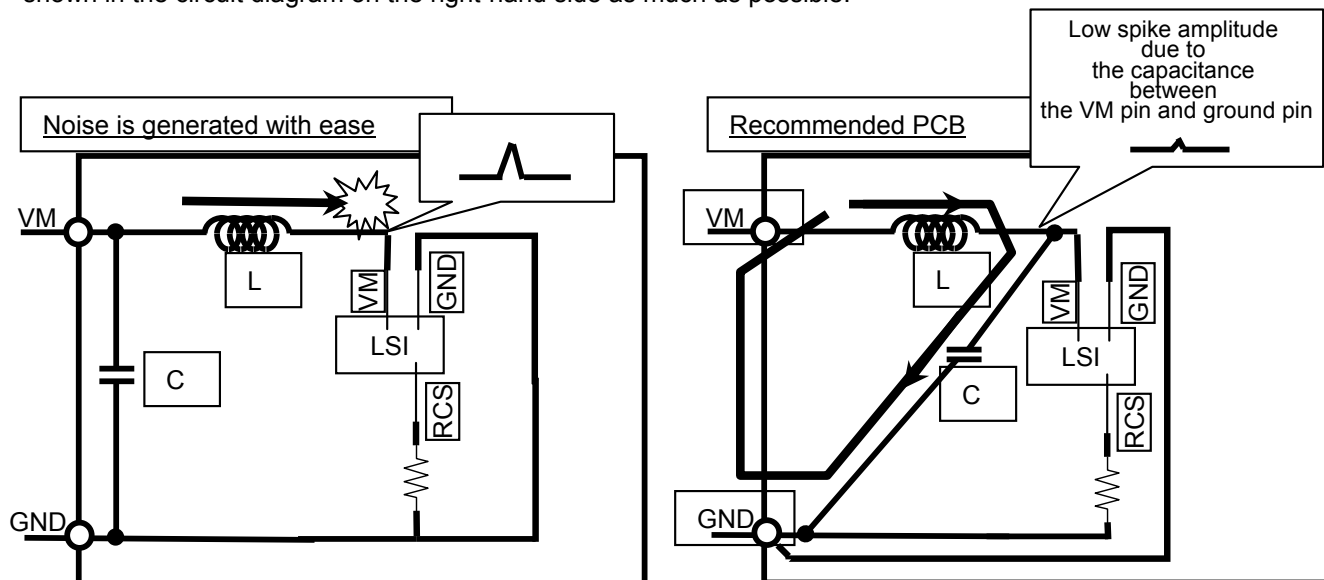 shown in the circuit diagram on the right-hand side as much as possible.
Noise is generated with ease
VM
L
VM
GND
LSI
C
RCS
GND
Recommended PCB
Low spike amplitude
due to
the capacitance
between
the VM pin and ground pin
VM
L
VM
GND
LSI
C
RCS
GND